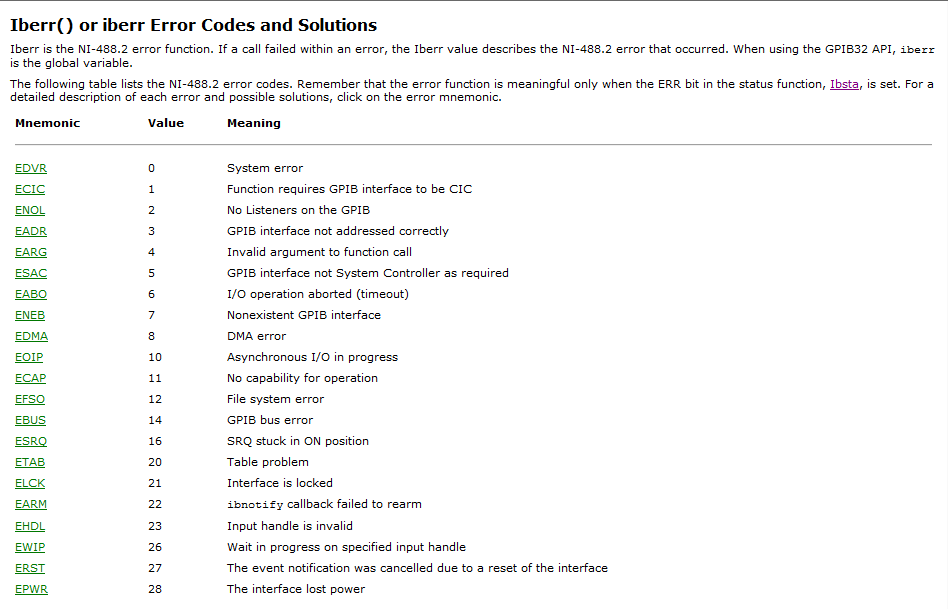 Iberr() or iberr Error Codes and Solutions
Iberr is the NI-488.2 error function. If a call failed within an error, the Iberr value describes the NI-488.2 error that occurred. When using the GPIB32 API, iberr
is the global variable.
The following table lists the NI-488.2 error codes. Remember that the error function is meaningful only when the ERR bit in the status function, Ibsta, is set. For a
detailed description of each error and possible solutions, click on the error mnemonic.
Mnemonic Value Meaning
EDVR 0 System error
ECIC 1 Function requires GPIB interface to be CIC
ENOL 2 No Listeners on the GPIB
EADR 3 GPIB interface not addressed correctly
EARG 4 Invalid argument to function call
ESAC 5 GPIB interface not System Controller as required
EABO 6 I/O operation aborted (timeout)
ENEB 7 Nonexistent GPIB interface
EDMA 8 DMA error
EOIP 10 Asynchronous I/O in progress
ECAP 11 No capability for operation
EFSO 12 File system error
EBUS 14 GPIB bus error
ESRQ 16 SRQ stuck in ON position
ETAB 20 Table problem
ELCK 21 Interface is locked
EARM 22 ibnotify callback failed to rearm
EHDL 23 Input handle is invalid
EWIP 26 Wait in progress on specified input handle
ERST 27 The event notification was cancelled due to a reset of the interface
EPWR 28 The interface lost power